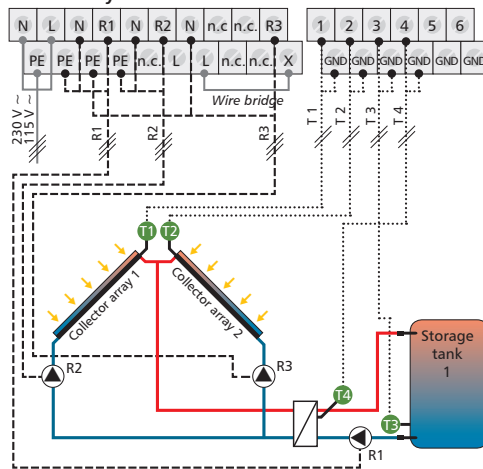 N L N R1 N R2 N n.c n.c. R3
1 2 3 4 5 6
PE PE PE PE n.c. L L n.c. n.c. X
GND GND GND GND GND GND
Wire bridge
230 V ~
115 V ~
R1
R2
R3
T 1
T 2
T 3
T 4
T1
T2
Collector array 1
Collector array 2
Storage
tank
1
R2
R3
T4
T3
R1